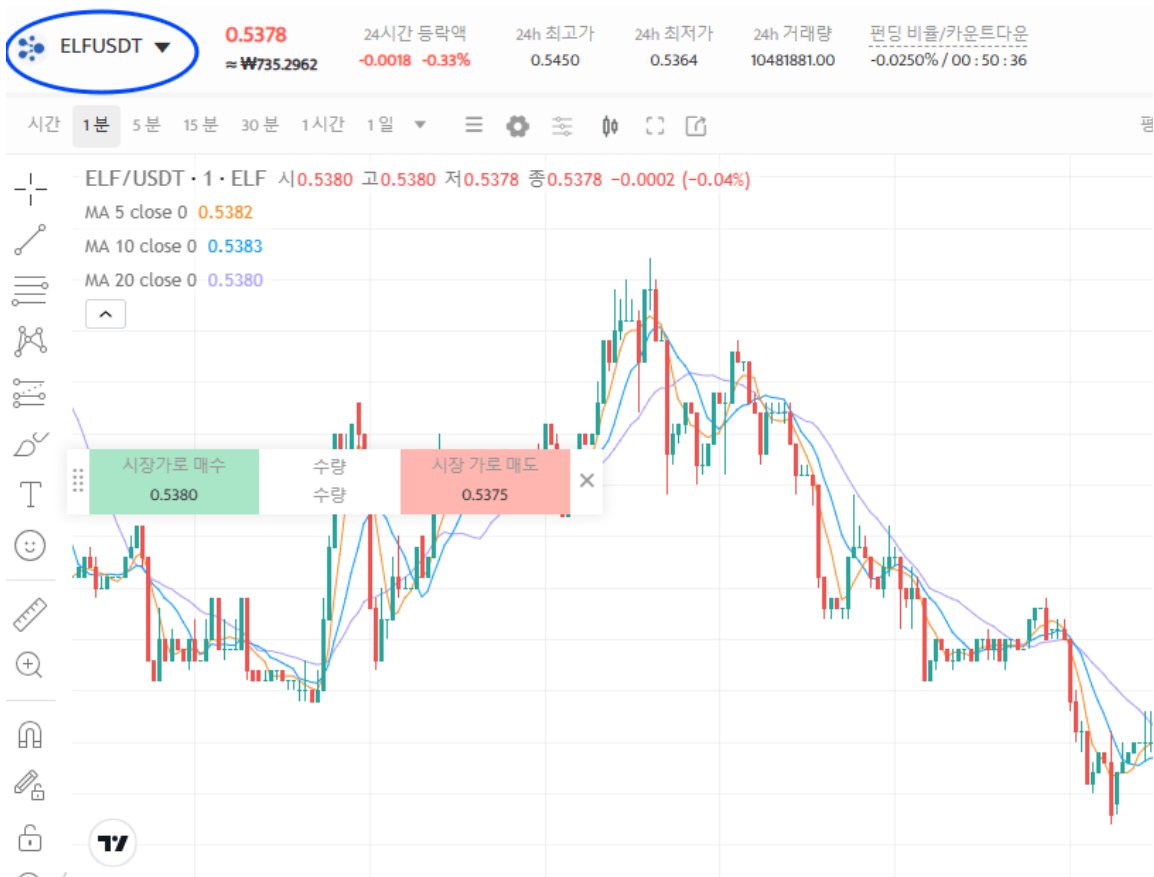 ELFUSDT ▼
0.5378
≈ ₩735.2962
24시간 등락액
-0.0018 -0.33%
24h 최고가
0.5450
24h 최저가
0.5364
24h 거래량
10481881.00
펀딩 비율/카운트다운
-0.0250% / 00 : 50 : 36
시간 1분 5분 15분 30분 1시간 1일 ▼
평
ELF/USDT · 1 · ELF 시0.5380 고0.5380 저0.5378 종0.5378 −0.0002 (−0.04%)
MA 5 close 0 0.5382
MA 10 close 0 0.5383
MA 20 close 0 0.5380
시장가로 매수
0.5380
수량
수량
시장 가로 매도
0.5375